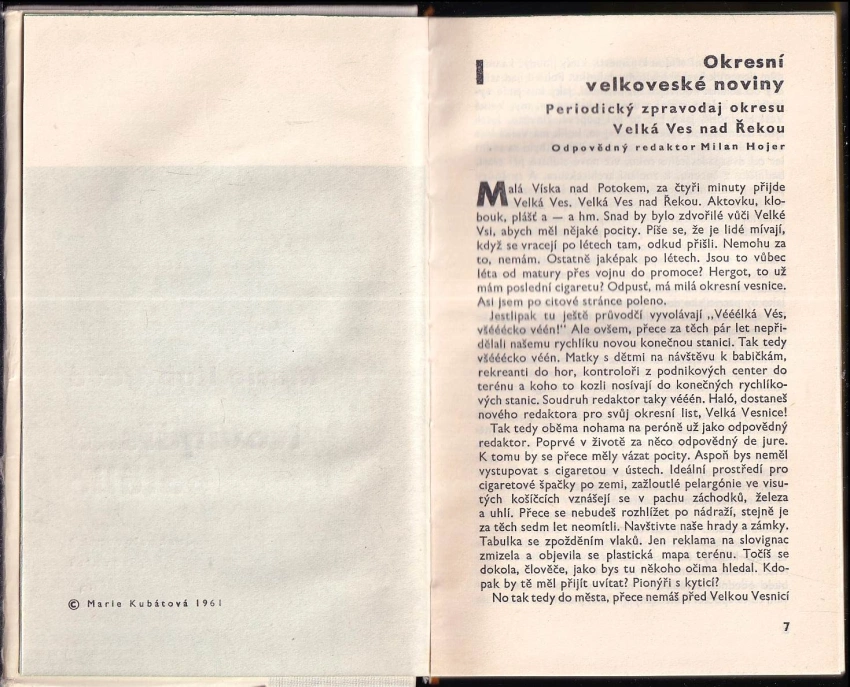 © Marie Kubátová 1961
I
Okresní
velkoveské noviny
Periodický zpravodaj okresu
Velká Ves nad Řekou
Odpovědný redaktor Milan Hojer
Malá Víska nad Potokem, za čtyři minuty přijde
Velká Ves. Velká Ves nad Řekou. Aktovku, klo-
bouk, plášť a — a hm. Snad by bylo zdvořilé vůči Velké
Vsi, abych měl nějaké pocity. Píše se, že je lidé mívají,
když se vracejí po létech tam, odkud přišli. Nemohu za
to, nemám. Ostatně jaképak po létech. Jsou to vůbec
léta od matury přes vojnu do promoce? Hergot, to už
mám poslední cigaretu? Odpusť, má milá okresní vesnice.
Asi jsem po citové stránce poleno.
Jestlipak tu ještě průvodčí vyvolávají „Vééélká Vés,
všééécko véén!" Ale ovšem, přece za těch pár let nepři-
dělali našemu rychlíku novou konečnou stanici. Tak tedy
všééécko véén. Matky s dětmi na návštěvu k babičkám,
rekreanti do hor, kontroloři z podnikových center do
terénu a koho to kozli nosívají do konečných rychlíko-
vých stanic. Soudruh redaktor taky vééén. Haló, dostaneš
nového redaktora pro svůj okresní list, Velká Vesnice!
Tak tedy oběma nohama na peróně už jako odpovědný
redaktor. Poprvé v životě za něco odpovědný de jure.
K tomu by se přece měly vázat pocity. Aspoň bys neměl
vystupovat s cigaretou v ústech. Ideální prostředí pro
cigaretové špačky po zemi, zažloutlé pelargónie ve visu-
tých košíčcích vznášejí se v pachu záchodků, železa
a uhlí. Přece se nebudeš rozhlížet po nádraží, stejně je
za těch sedm let neomítli. Navštivte naše hrady a zámky.
Tabulka se zpožděním vlaků. Jen reklama na slovignac
zmizela a objevila se plastická mapa terénu. Točíš se
dokola, člověče, jako bys tu někoho očima hledal. Kdo-
pak by tě měl přijít uvítat? Pionýři s kyticí?
No tak tedy do města, přece nemáš před Velkou Vesnicí
7